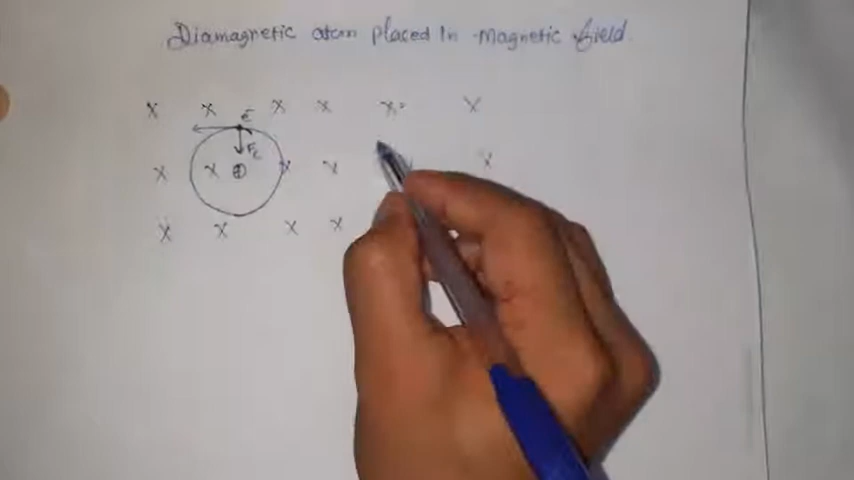 Diamagnetic atom placed in magnetic field
x x x x x x
e⁻
F꜀
x x + x x x
x x x x